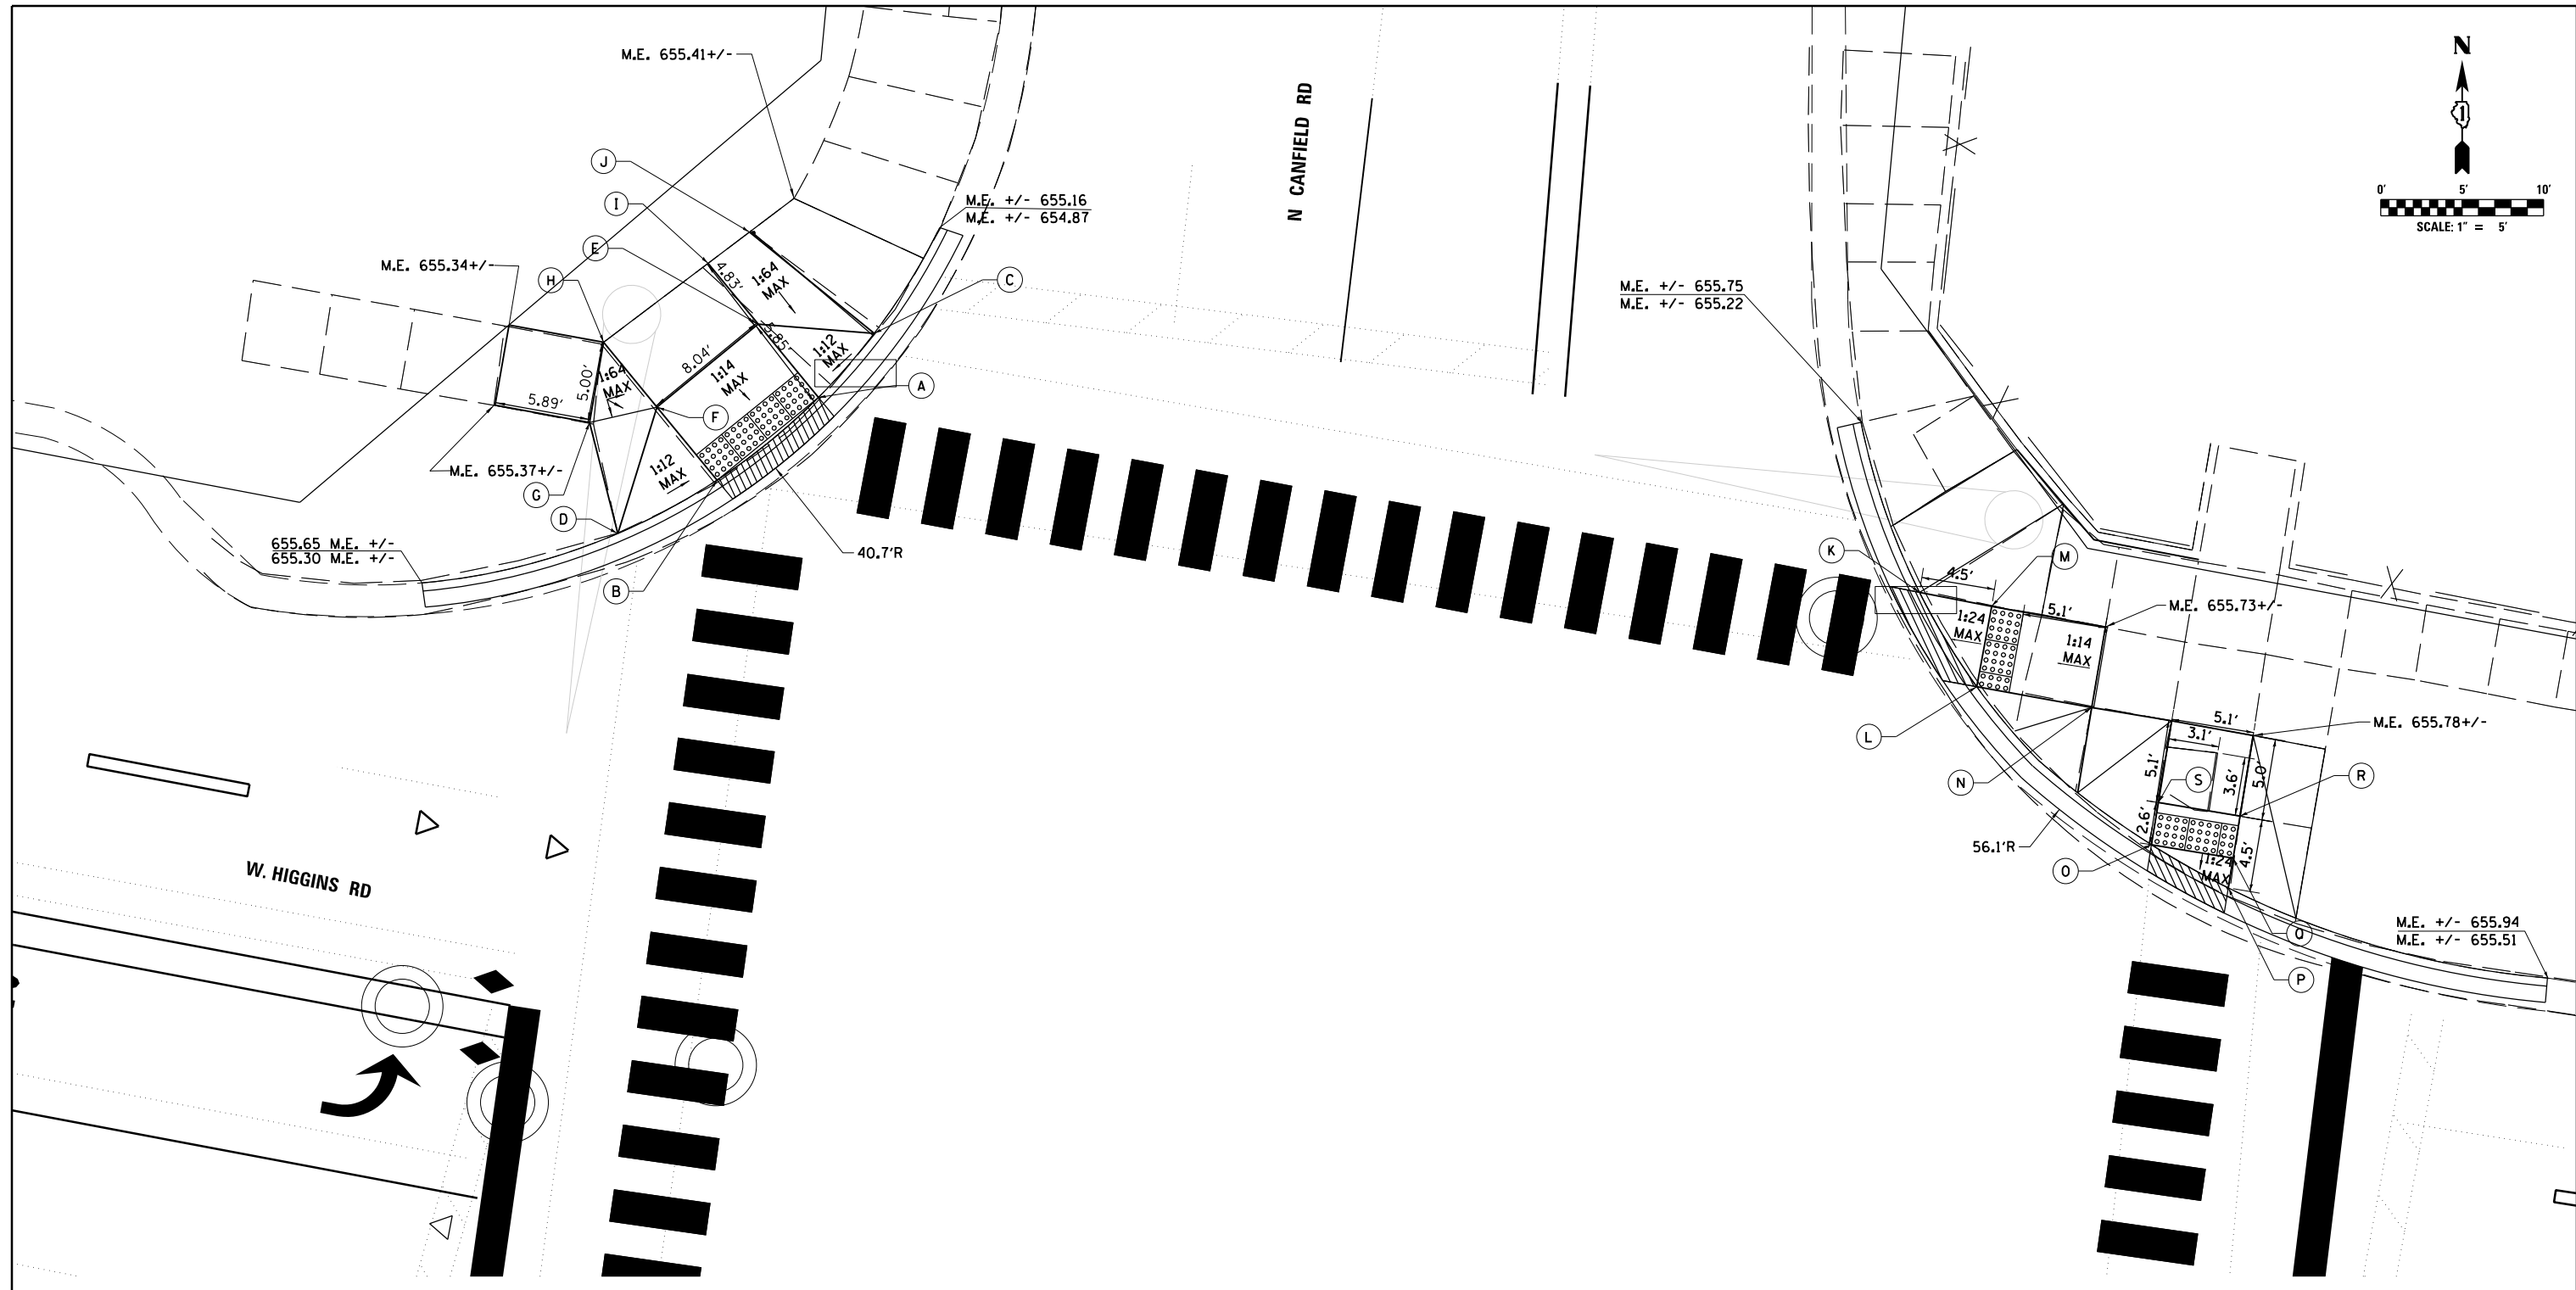 M.E. 655.41+/-
N
1
0' 5' 10'
SCALE: 1" = 5'
N CANFIELD RD
J
I
E
H
M.E. 655.34+/-
M.E. +/- 655.16
M.E. +/- 654.87
C
4.83'
1:64
MAX
5.85'
1:12
MAX
A
8.04'
1:14
MAX
5.00'
1:64
MAX
5.89'
F
M.E. 655.37+/-
G
1:12
MAX
D
655.65 M.E. +/-
655.30 M.E. +/-
B
40.7'R
M.E. +/- 655.75
M.E. +/- 655.22
K
4.5'
M
5.1'
M.E. 655.73+/-
1:24
MAX
1:14
MAX
L
5.1'
M.E. 655.78+/-
3.1'
5.1'
3.6'
5.0'
S
R
N
2.6'
4.5'
1:24
MAX
56.1'R
O
Q
P
M.E. +/- 655.94
M.E. +/- 655.51
W. HIGGINS RD